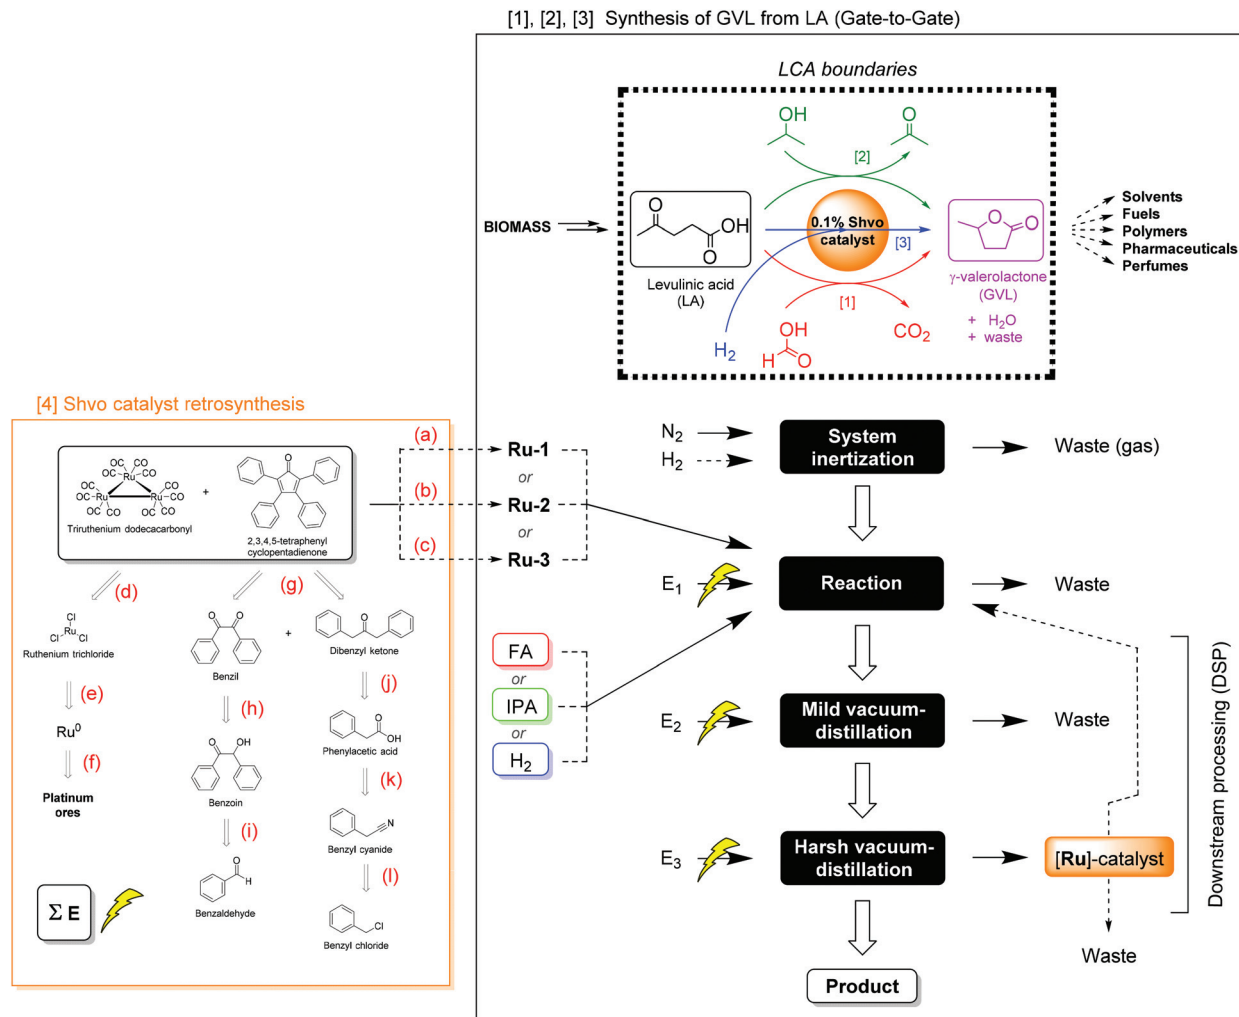 [1], [2], [3] Synthesis of GVL from LA (Gate-to-Gate)
LCA boundaries
OH
O
[2]
BIOMASS
O
OH
O
Levulinic acid
(LA)
0.1% Shvo
catalyst
[3]
O
O
γ-valerolactone
(GVL)
+ H2O
+ waste
Solvents
Fuels
Polymers
Pharmaceuticals
Perfumes
[1]
H2
OH
H
O
CO2
[4] Shvo catalyst retrosynthesis
CO
CO
OC
OC
Ru
CO
CO
OC
OC
Ru
Ru
CO
CO
OC
OC
CO
CO
Triruthenium dodecacarbonyl
+
O
2,3,4,5-tetraphenyl
cyclopentadienone
(a)
(b)
(c)
Ru-1
or
Ru-2
or
Ru-3
(d)
(g)
Cl
Ru
Cl
Cl
Ruthenium trichloride
O
O
Benzil
+
O
Dibenzyl ketone
(e)
(h)
(j)
Ru0
O
OH
Benzoin
O
OH
Phenylacetic acid
(f)
(k)
Platinum
ores
(i)
N
Benzyl cyanide
O
H
Benzaldehyde
(l)
Cl
Benzyl chloride
Σ E
N2
H2
System
inertization
Waste (gas)
E1
Reaction
Waste
FA
or
IPA
or
H2
E2
Mild vacuum-
distillation
Waste
E3
Harsh vacuum-
distillation
[Ru]-catalyst
Waste
Downstream processing (DSP)
Product